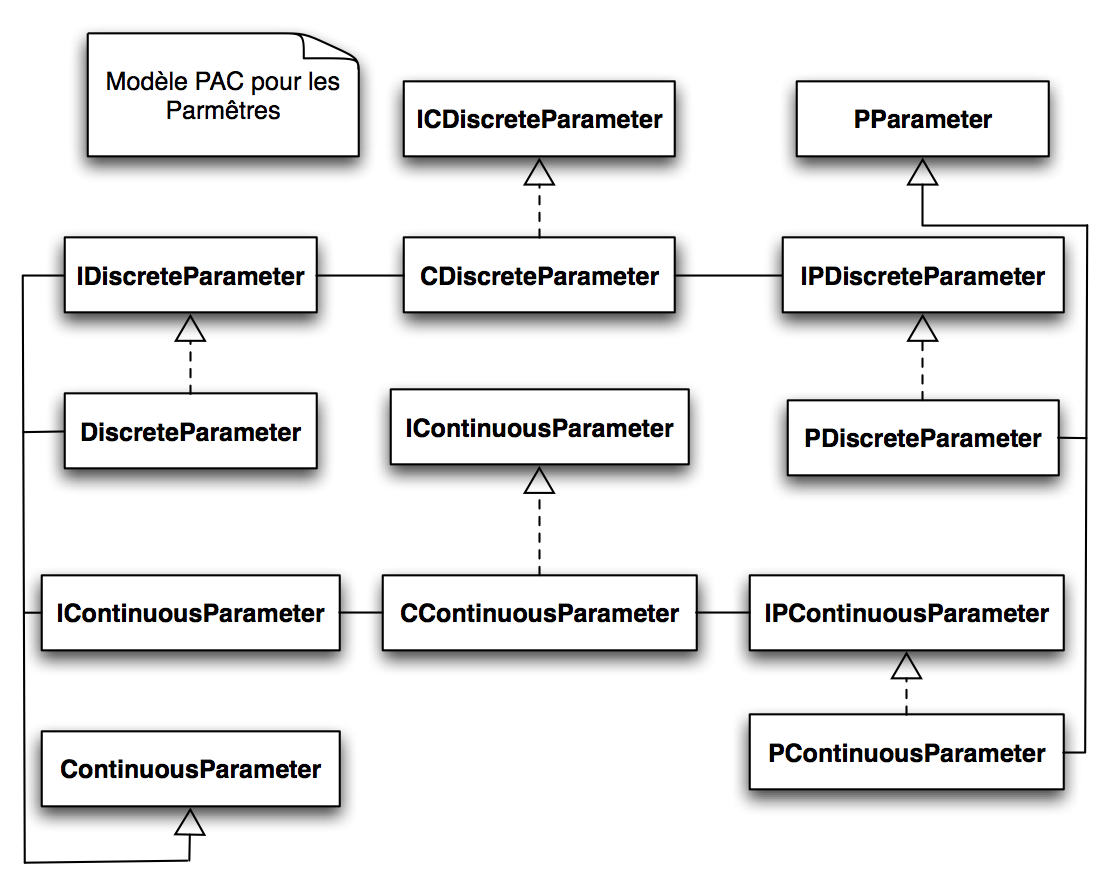 Modèle PAC pour les
Parmêtres
ICDiscreteParameter
PParameter
IDiscreteParameter
CDiscreteParameter
IPDiscreteParameter
DiscreteParameter
IContinuousParameter
PDiscreteParameter
IContinuousParameter
CContinuousParameter
IPContinuousParameter
ContinuousParameter
PContinuousParameter